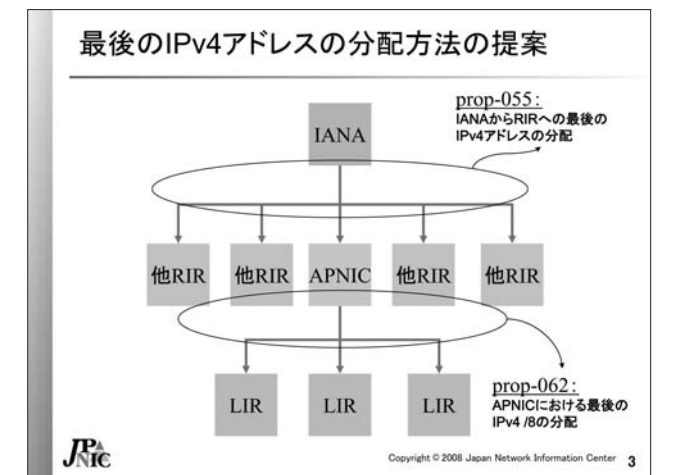 最後のIPv4アドレスの分配方法の提案
prop-055:
IANAからRIRへの最後の
IPv4アドレスの分配
IANA
他RIR 他RIR APNIC 他RIR 他RIR
LIR LIR LIR
prop-062:
APNICにおける最後の
IPv4 /8の分配
JPNIC
Copyright © 2008 Japan Network Information Center 3